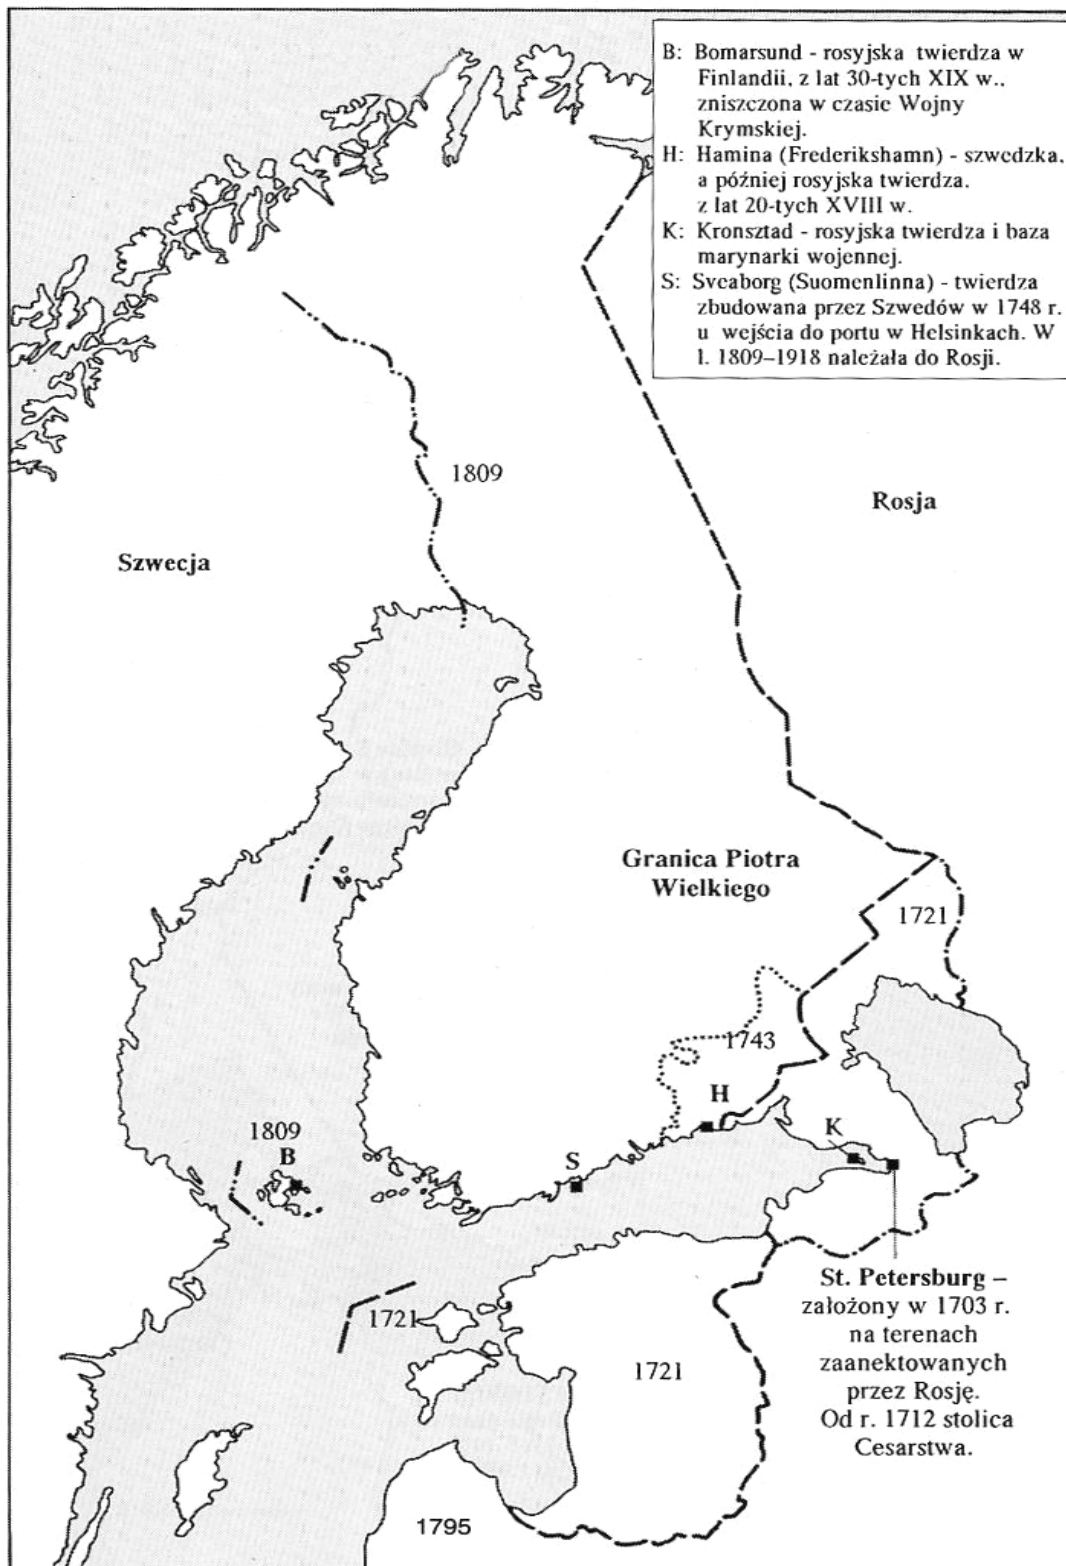 B: Bomarsund - rosyjska twierdza w
Finlandii, z lat 30-tych XIX w.,
zniszczona w czasie Wojny
Krymskiej.
H: Hamina (Frederikshamn) - szwedzka,
a później rosyjska twierdza,
z lat 20-tych XVIII w.
K: Kronsztad - rosyjska twierdza i baza
marynarki wojennej.
S: Sveaborg (Suomenlinna) - twierdza
zbudowana przez Szwedów w 1748 r.
u wejścia do portu w Helsinkach. W
l. 1809–1918 należała do Rosji.
1809
Rosja
Szwecja
Granica Piotra
Wielkiego
1721
1743
H
1809
B
S
K
St. Petersburg –
założony w 1703 r.
na terenach
zaanektowanych
przez Rosję.
Od r. 1712 stolica
Cesarstwa.
1721
1721
1795